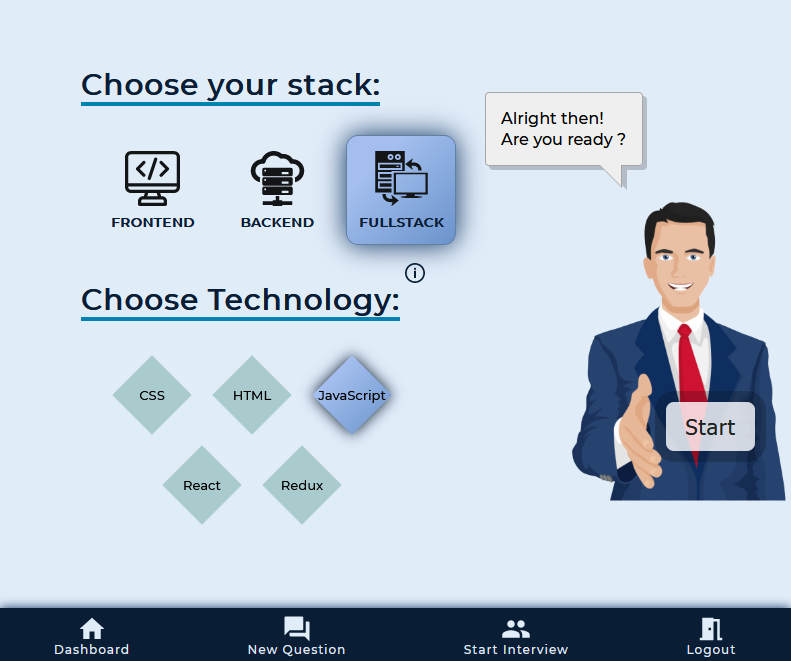 Choose your stack:
Alright then!
Are you ready ?
FRONTEND
BACKEND
FULLSTACK
Choose Technology:
CSS
HTML
JavaScript
React
Redux
Start
Dashboard
New Question
Start Interview
Logout